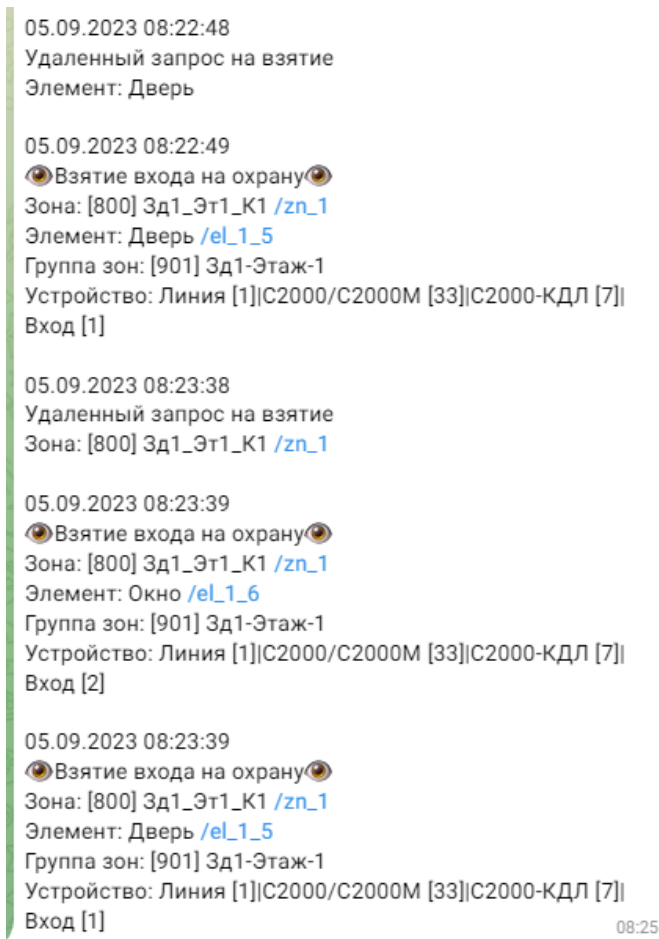 05.09.2023 08:22:48
Удаленный запрос на взятие
Элемент: Дверь
05.09.2023 08:22:49
👁Взятие входа на охрану👁
Зона: [800] Зд1_Эт1_К1 /zn_1
Элемент: Дверь /el_1_5
Группа зон: [901] Зд1-Этаж-1
Устройство: Линия [1]|С2000/С2000М [33]|С2000-КДЛ [7]|
Вход [1]
05.09.2023 08:23:38
Удаленный запрос на взятие
Зона: [800] Зд1_Эт1_К1 /zn_1
05.09.2023 08:23:39
👁Взятие входа на охрану👁
Зона: [800] Зд1_Эт1_К1 /zn_1
Элемент: Окно /el_1_6
Группа зон: [901] Зд1-Этаж-1
Устройство: Линия [1]|С2000/С2000М [33]|С2000-КДЛ [7]|
Вход [2]
05.09.2023 08:23:39
👁Взятие входа на охрану👁
Зона: [800] Зд1_Эт1_К1 /zn_1
Элемент: Дверь /el_1_5
Группа зон: [901] Зд1-Этаж-1
Устройство: Линия [1]|С2000/С2000М [33]|С2000-КДЛ [7]|
Вход [1]
08:25